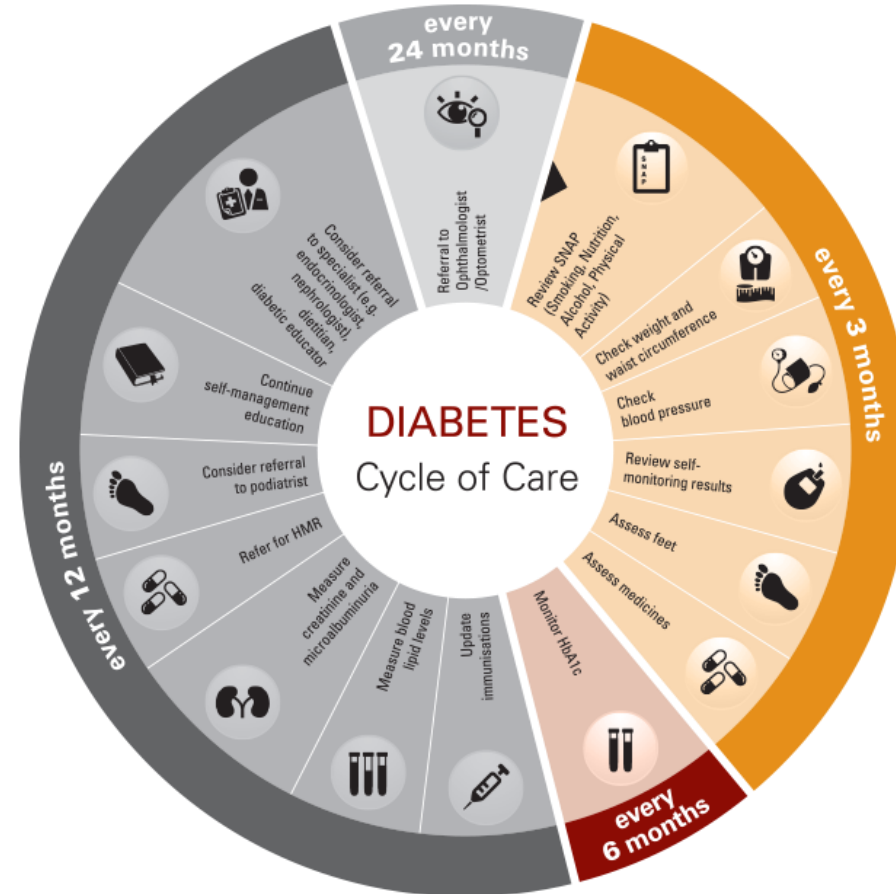 every
24 months
Referral to
Ophthalmologist
/Optometrist
every 3 months
S
N
A
P
Review SNAP
(Smoking, Nutrition,
Alcohol, Physical
Activity)
Check weight and
waist circumference
Check
blood pressure
Review self-
monitoring results
Assess feet
Assess medicines
every
6 months
Monitor HbA1c
every 12 months
Update
immunisations
Measure blood
lipid levels
Measure
creatinine and
microalbuminuria
Refer for HMR
Consider referral
to podiatrist
Continue
self-management
education
Consider referral
to specialist (e.g.
endocrinologist,
nephrologist),
dietitian,
diabetic educator
DIABETES
Cycle of Care